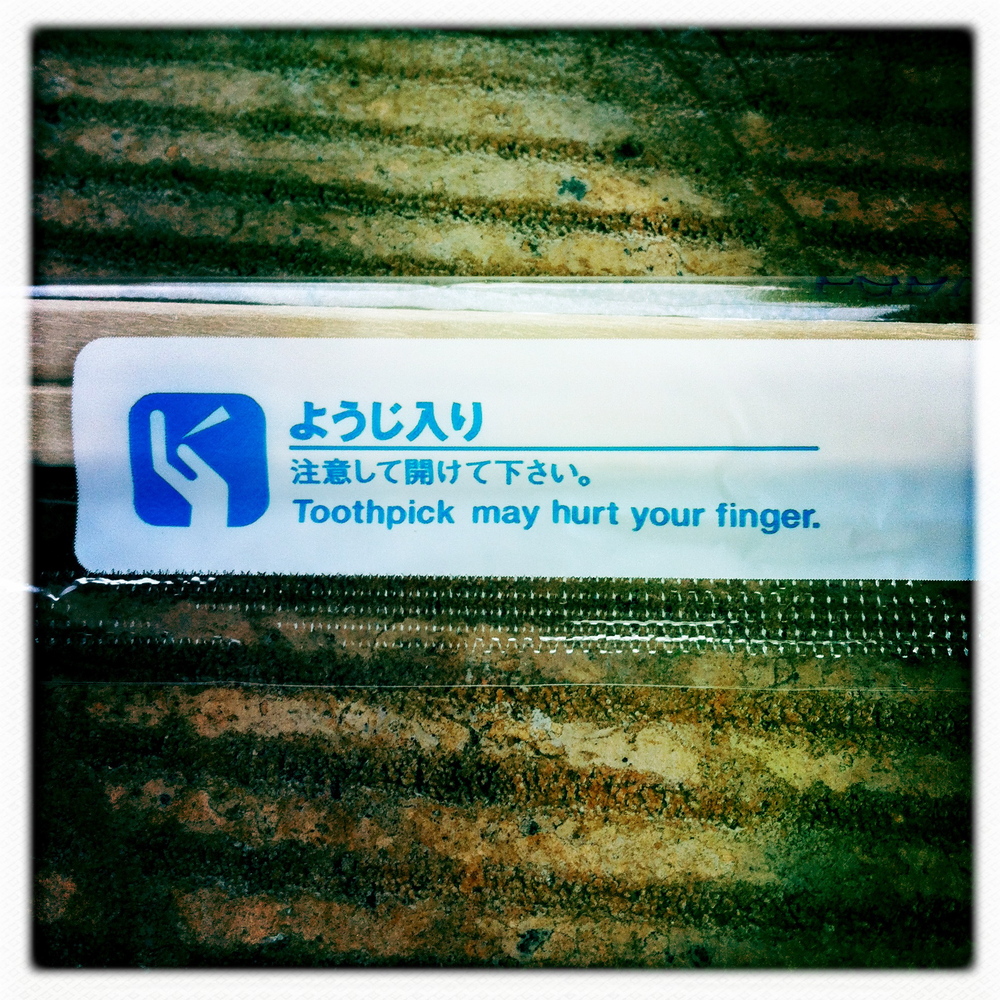 ようじ入り
注意して開けて下さい。
Toothpick may hurt your finger.